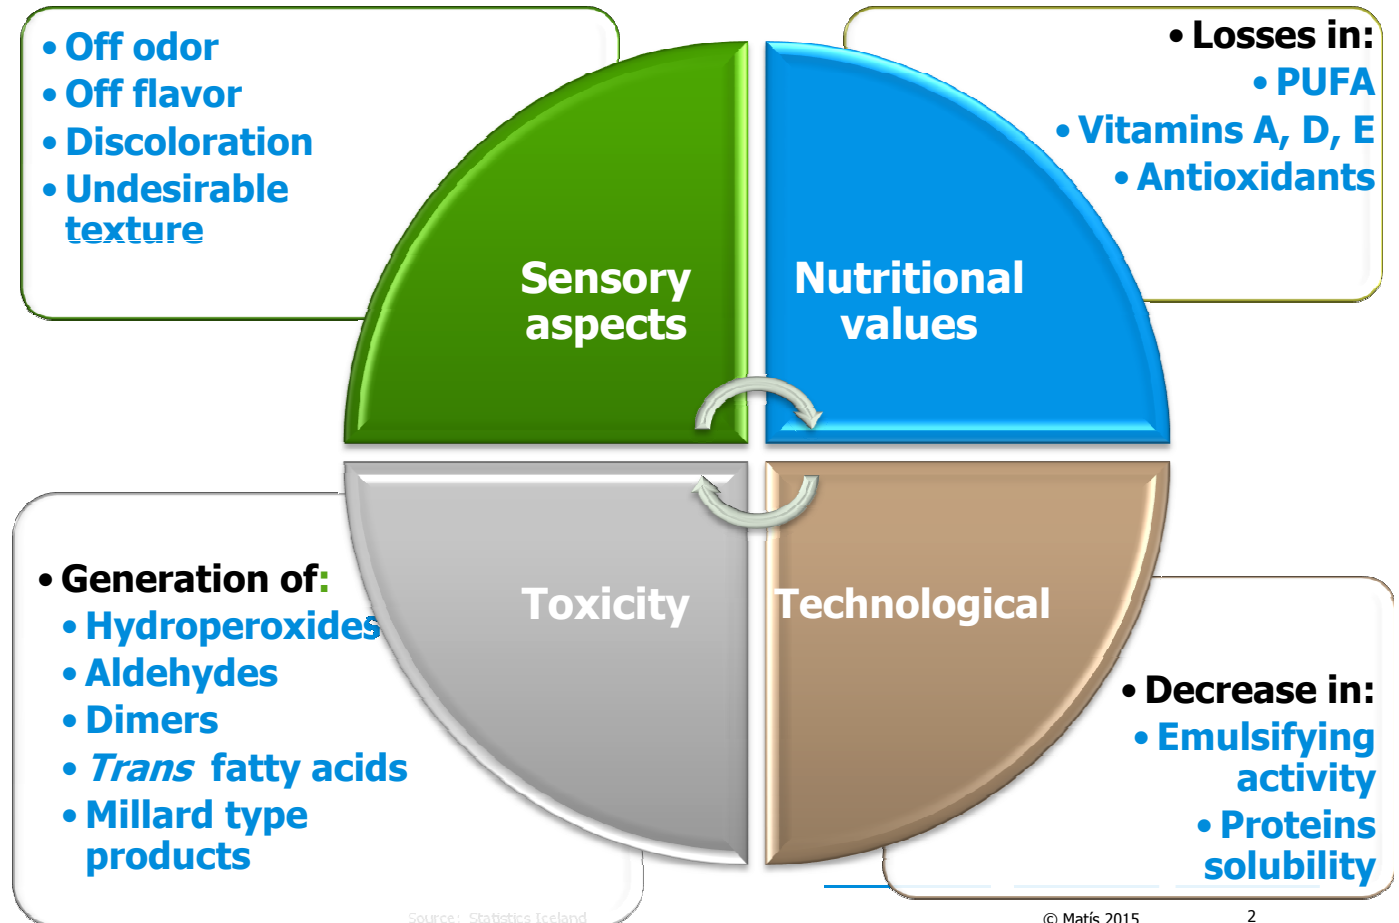 • Off odor
• Off flavor
• Discoloration
• Undesirable
texture
• Losses in:
• PUFA
• Vitamins A, D, E
• Antioxidants
Sensory
aspects
Nutritional
values
Toxicity
Technological
• Generation of:
• Hydroperoxides
• Aldehydes
• Dimers
• Trans fatty acids
• Millard type
products
• Decrease in:
• Emulsifying
activity
• Proteins
solubility
Source: Statistics Iceland
© Matís 2015
2